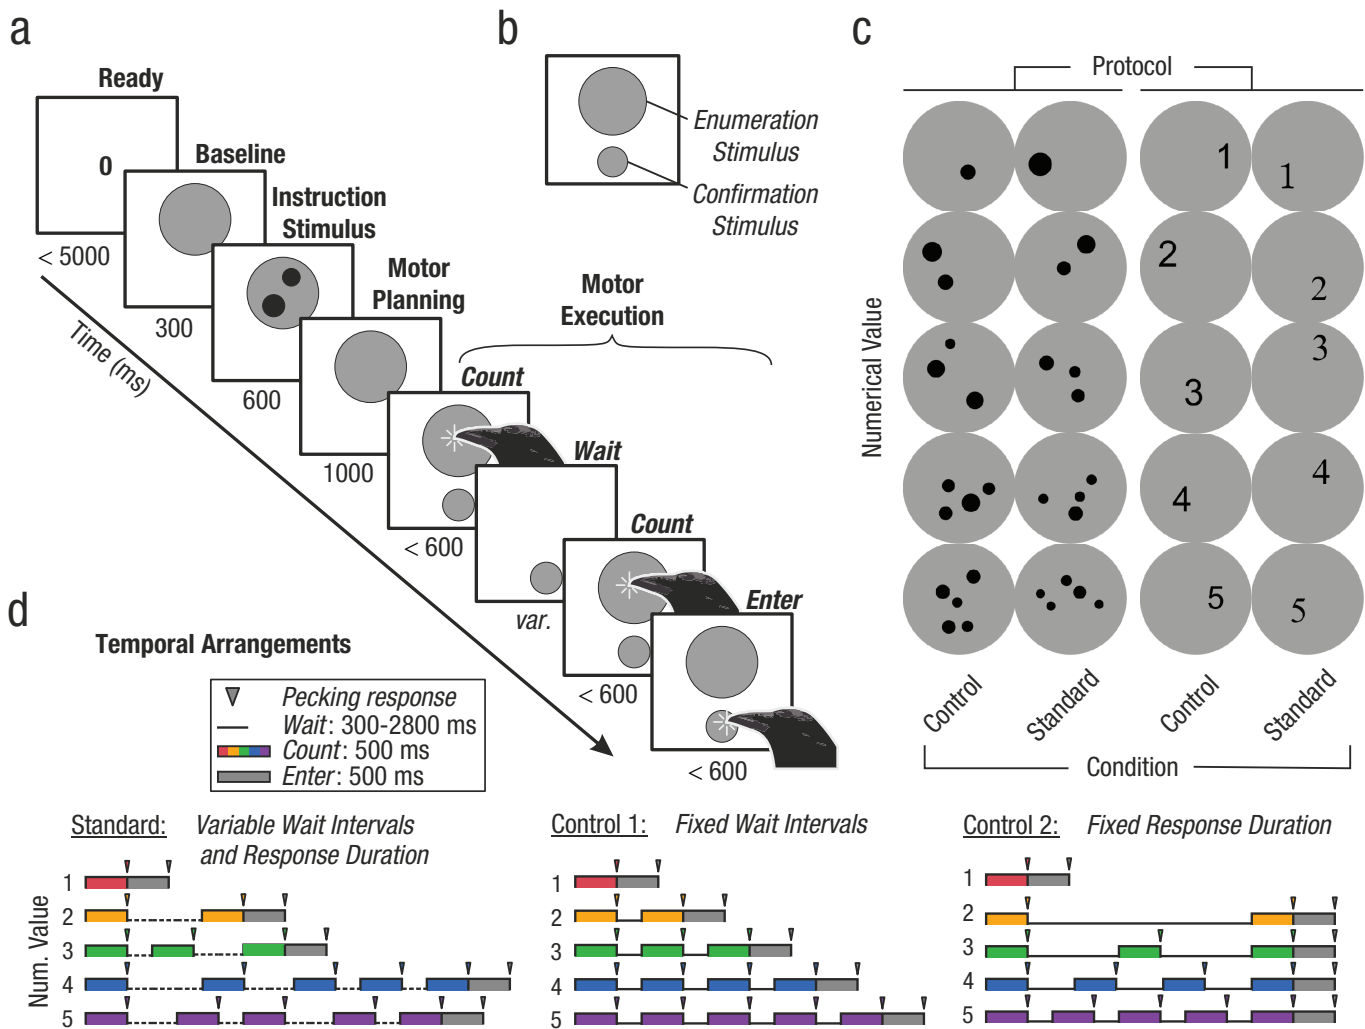 a
Ready
0
< 5000
Baseline
300
Instruction
Stimulus
600
Motor
Planning
1000
Time (ms)
Motor
Execution
Count
< 600
Wait
var.
Count
< 600
Enter
< 600
b
Enumeration
Stimulus
Confirmation
Stimulus
c
Protocol
Numerical Value
1
1
2
2
3
3
4
4
5
5
Control
Standard
Control
Standard
Condition
d
Temporal Arrangements
Pecking response
Wait: 300-2800 ms
Count: 500 ms
Enter: 500 ms
Standard: Variable Wait Intervals
and Response Duration
Num. Value
1
2
3
4
5
Control 1: Fixed Wait Intervals
1
2
3
4
5
Control 2: Fixed Response Duration
1
2
3
4
5